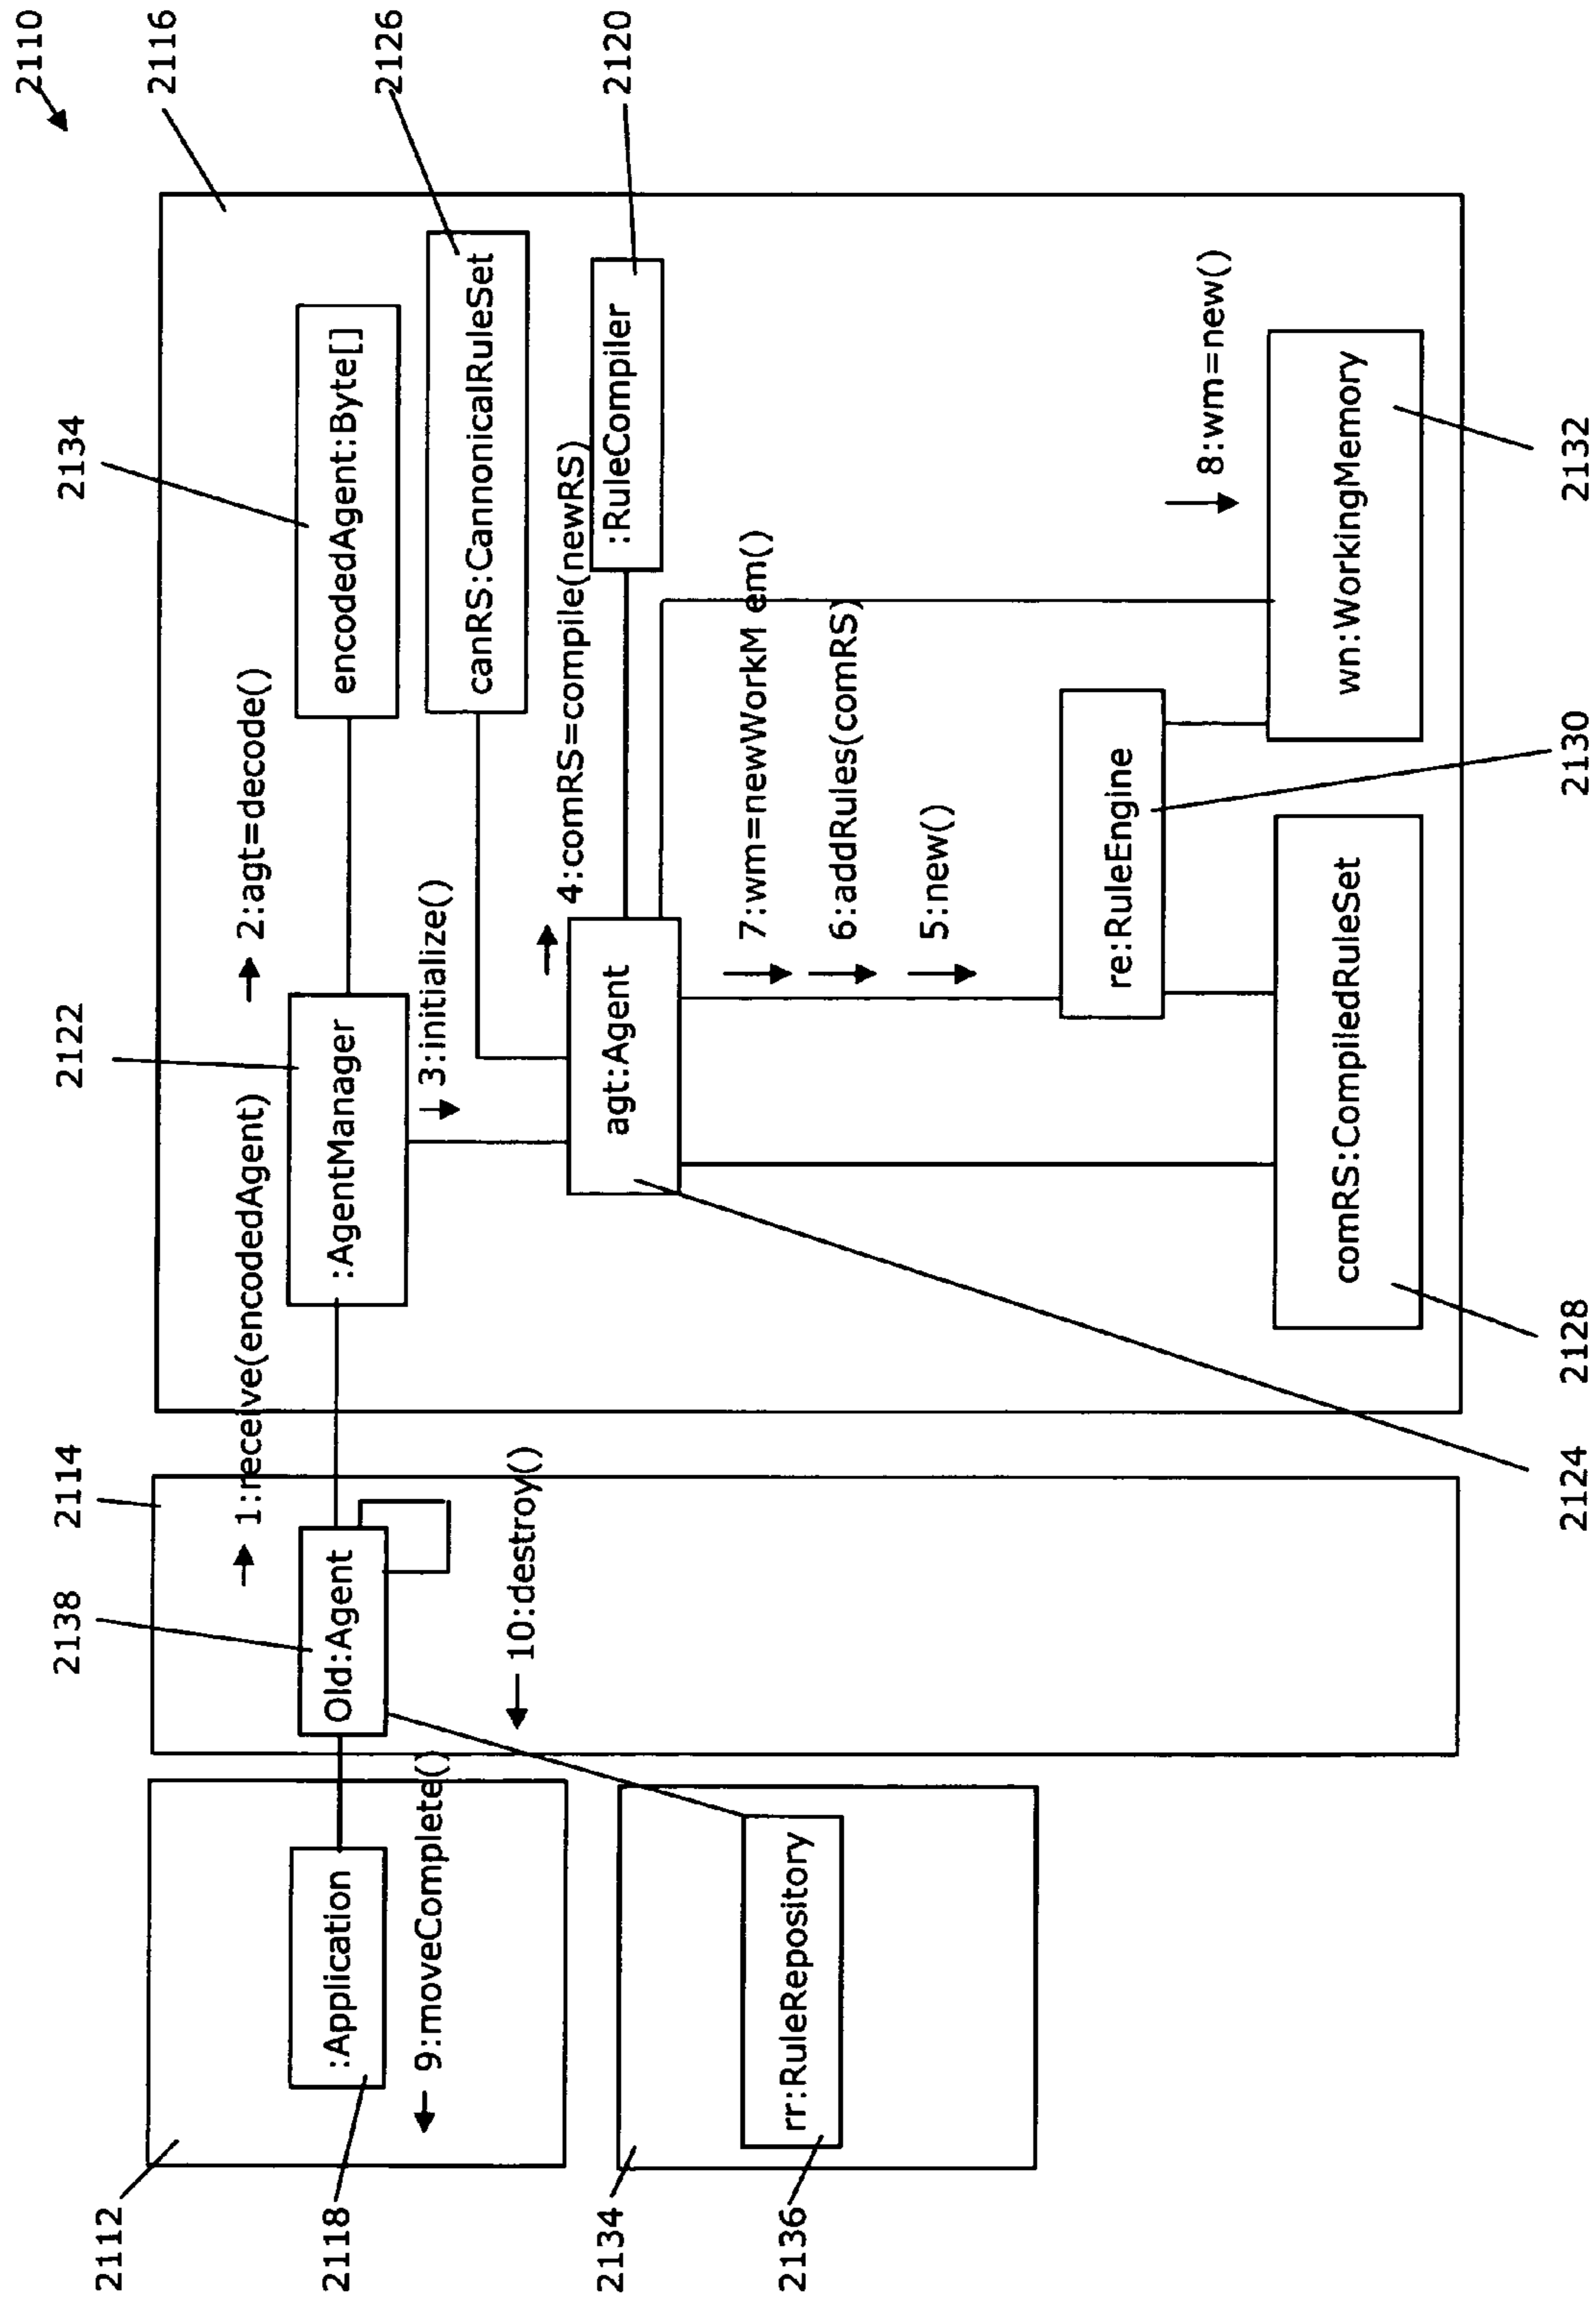 2110
2138
2114
2122
2134
2112
2116
1:receive(encodedAgent)
2:agt=decode()
2118
:Application
Old:Agent
:AgentManager
encodedAgent:Byte[]
2126
9:moveComplete()
3:initialize()
canRS:CannonicalRuleSet
10:destroy()
4:comRS=compile(newRS)
2134
agt:Agent
:RuleCompiler
2120
7:wm=newWorkM em()
2136
rr:RuleRepository
6:addRules(comRS)
5:new()
re:RuleEngine
8:wm=new()
comRS:CompiledRuleSet
wn:WorkingMemory
2124
2128
2130
2132